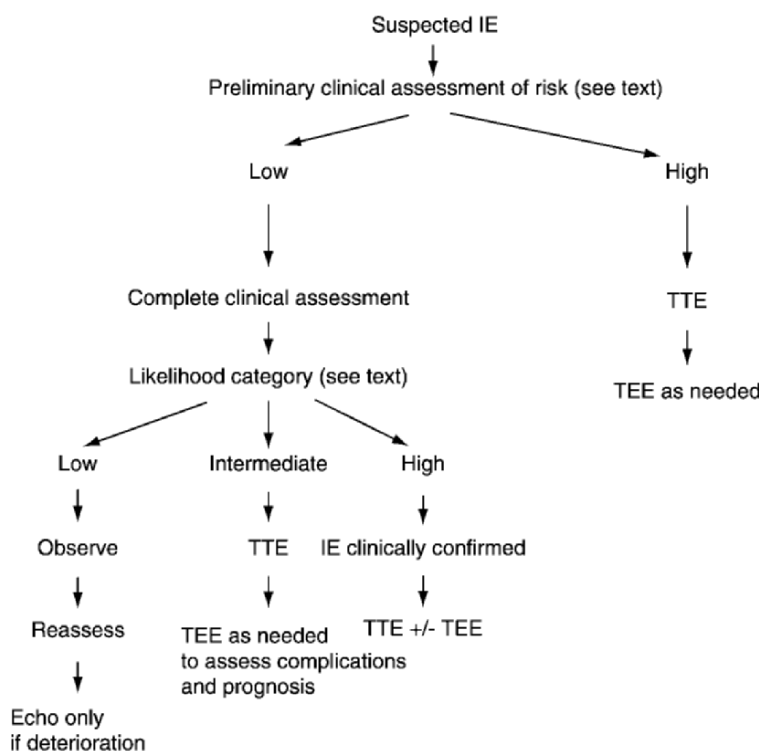 Suspected IE
Preliminary clinical assessment of risk (see text)
Low
High
Complete clinical assessment
TTE
Likelihood category (see text)
TEE as needed
Low
Intermediate
High
Observe
TTE
IE clinically confirmed
Reassess
TEE as needed
to assess complications
and prognosis
TTE +/- TEE
Echo only
if deterioration